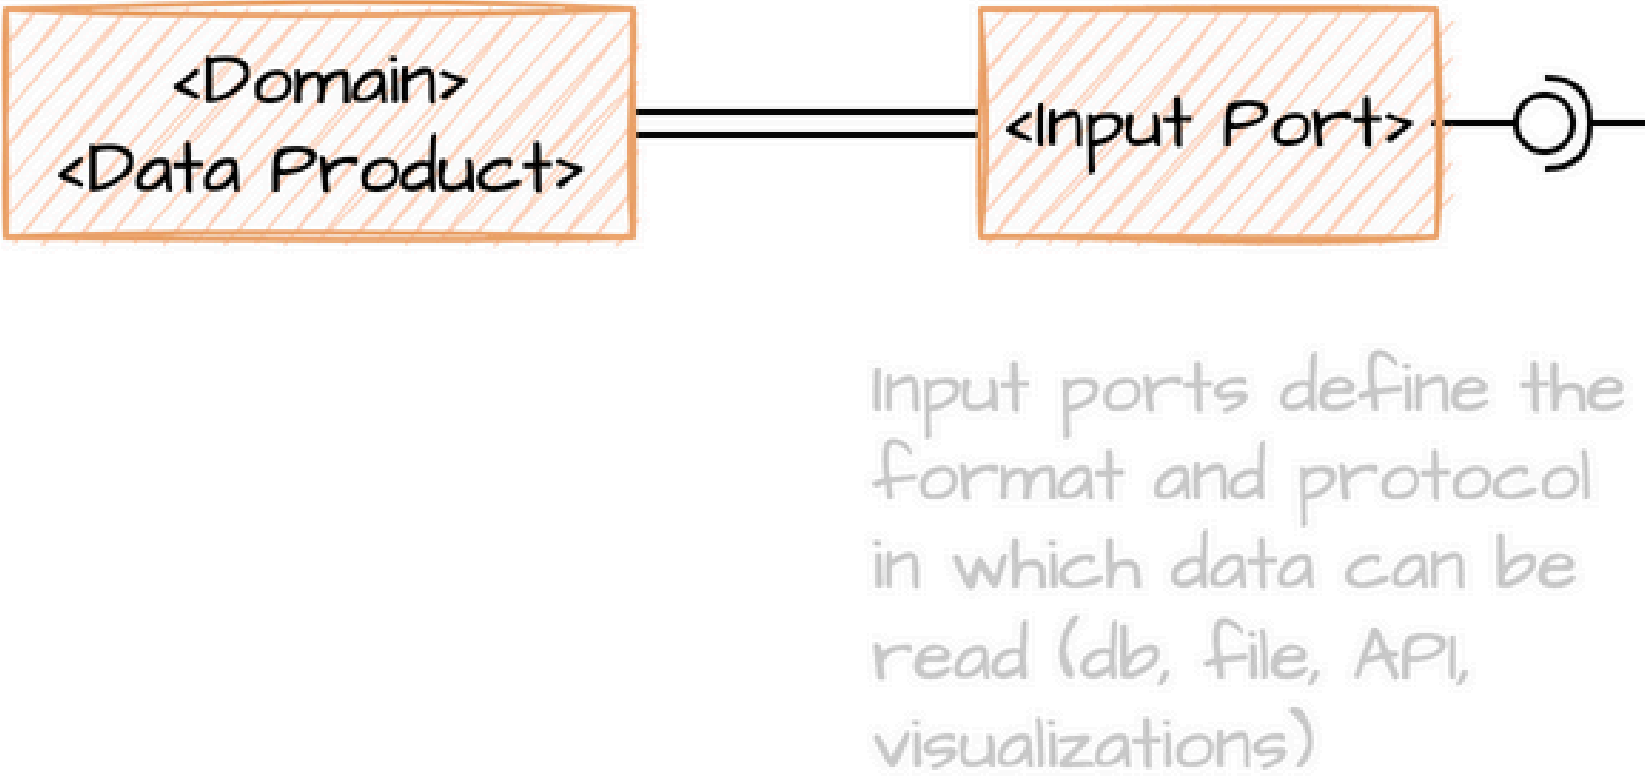 <Domain>
<Data Product>
<Input Port>
Input ports define the
format and protocol
in which data can be
read (db, file, API,
visualizations)